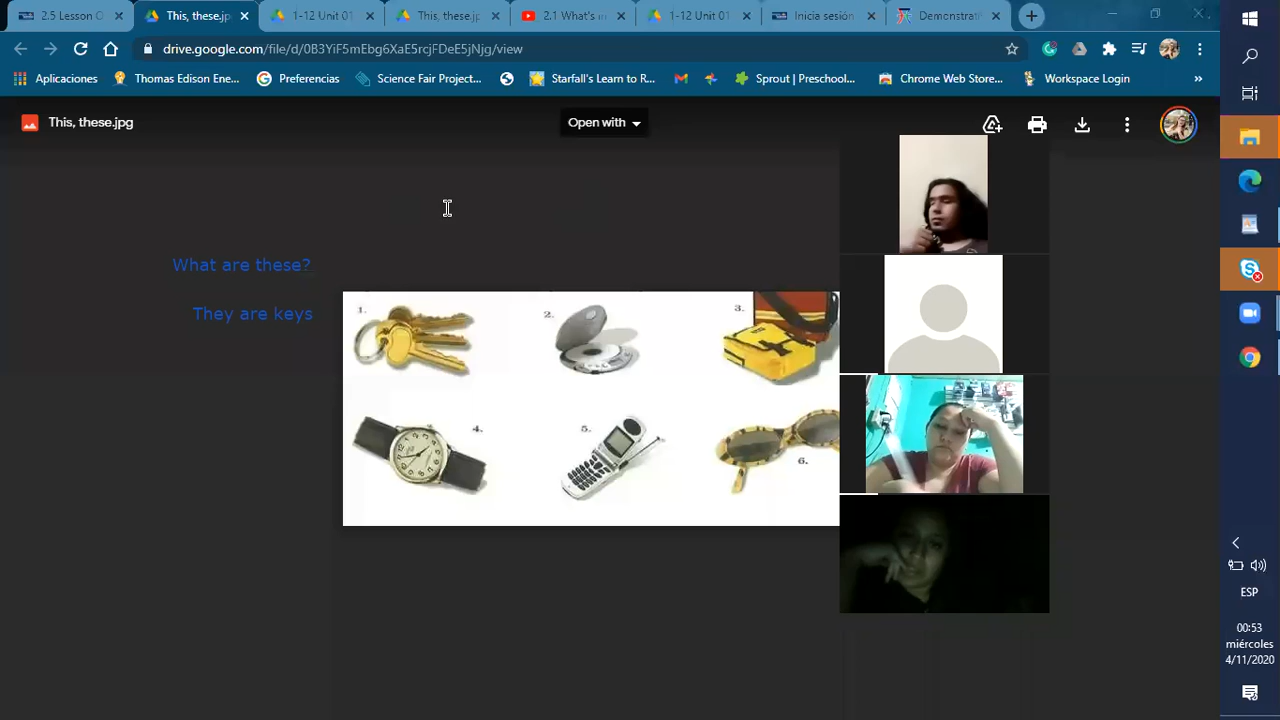 2.5 Lesson O
This, these.jpg
1-12 Unit 01
This, these.jpg
2.1 What's in
1-12 Unit 01
Inicia sesión
Demonstrati
drive.google.com/file/d/0B3YiF5mEbg6XaE5rcjFDeE5jNjg/view
Aplicaciones
Thomas Edison Ene...
Preferencias
Science Fair Project...
Starfall's Learn to R...
Sprout | Preschool...
Chrome Web Store...
Workspace Login
»
This, these.jpg
Open with
What are these?
They are keys
1.
2.
3.
4.
5.
6.
ESP
00:53
miércoles
4/11/2020